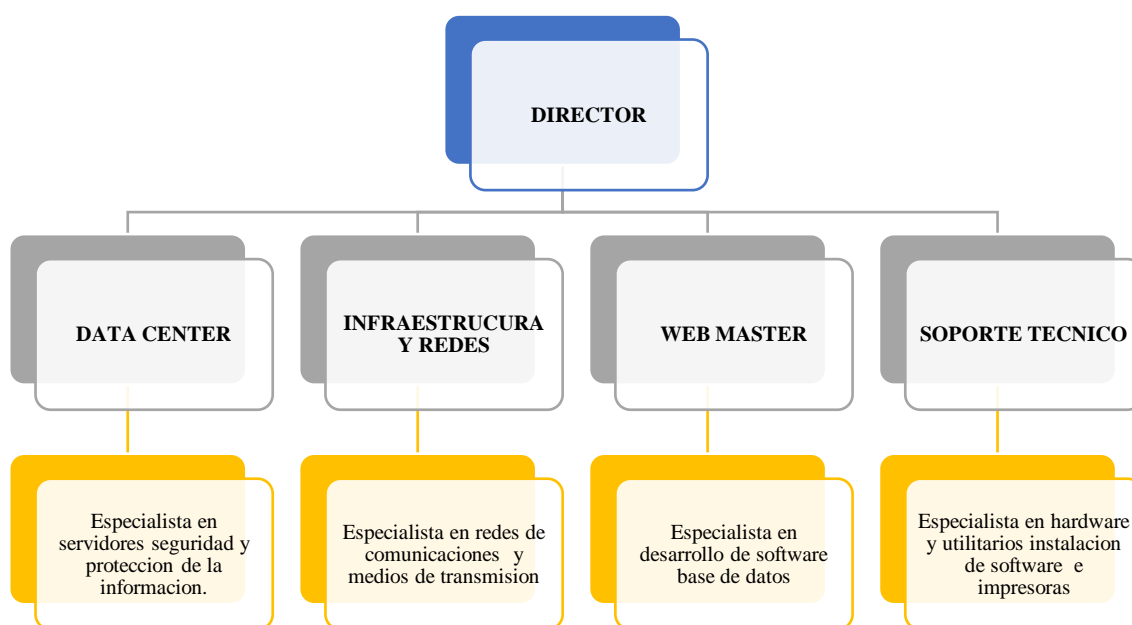 DIRECTOR
DATA CENTER
INFRAESTRUCURA
Y REDES
WEB MASTER
SOPORTE TECNICO
Especialista en
servidores seguridad y
proteccion de la
informacion.
Especialista en redes de
comunicaciones y
medios de transmision
Especialista en
desarrollo de software
base de datos
Especialista en hardware
y utilitarios instalacion
de software e
impresoras